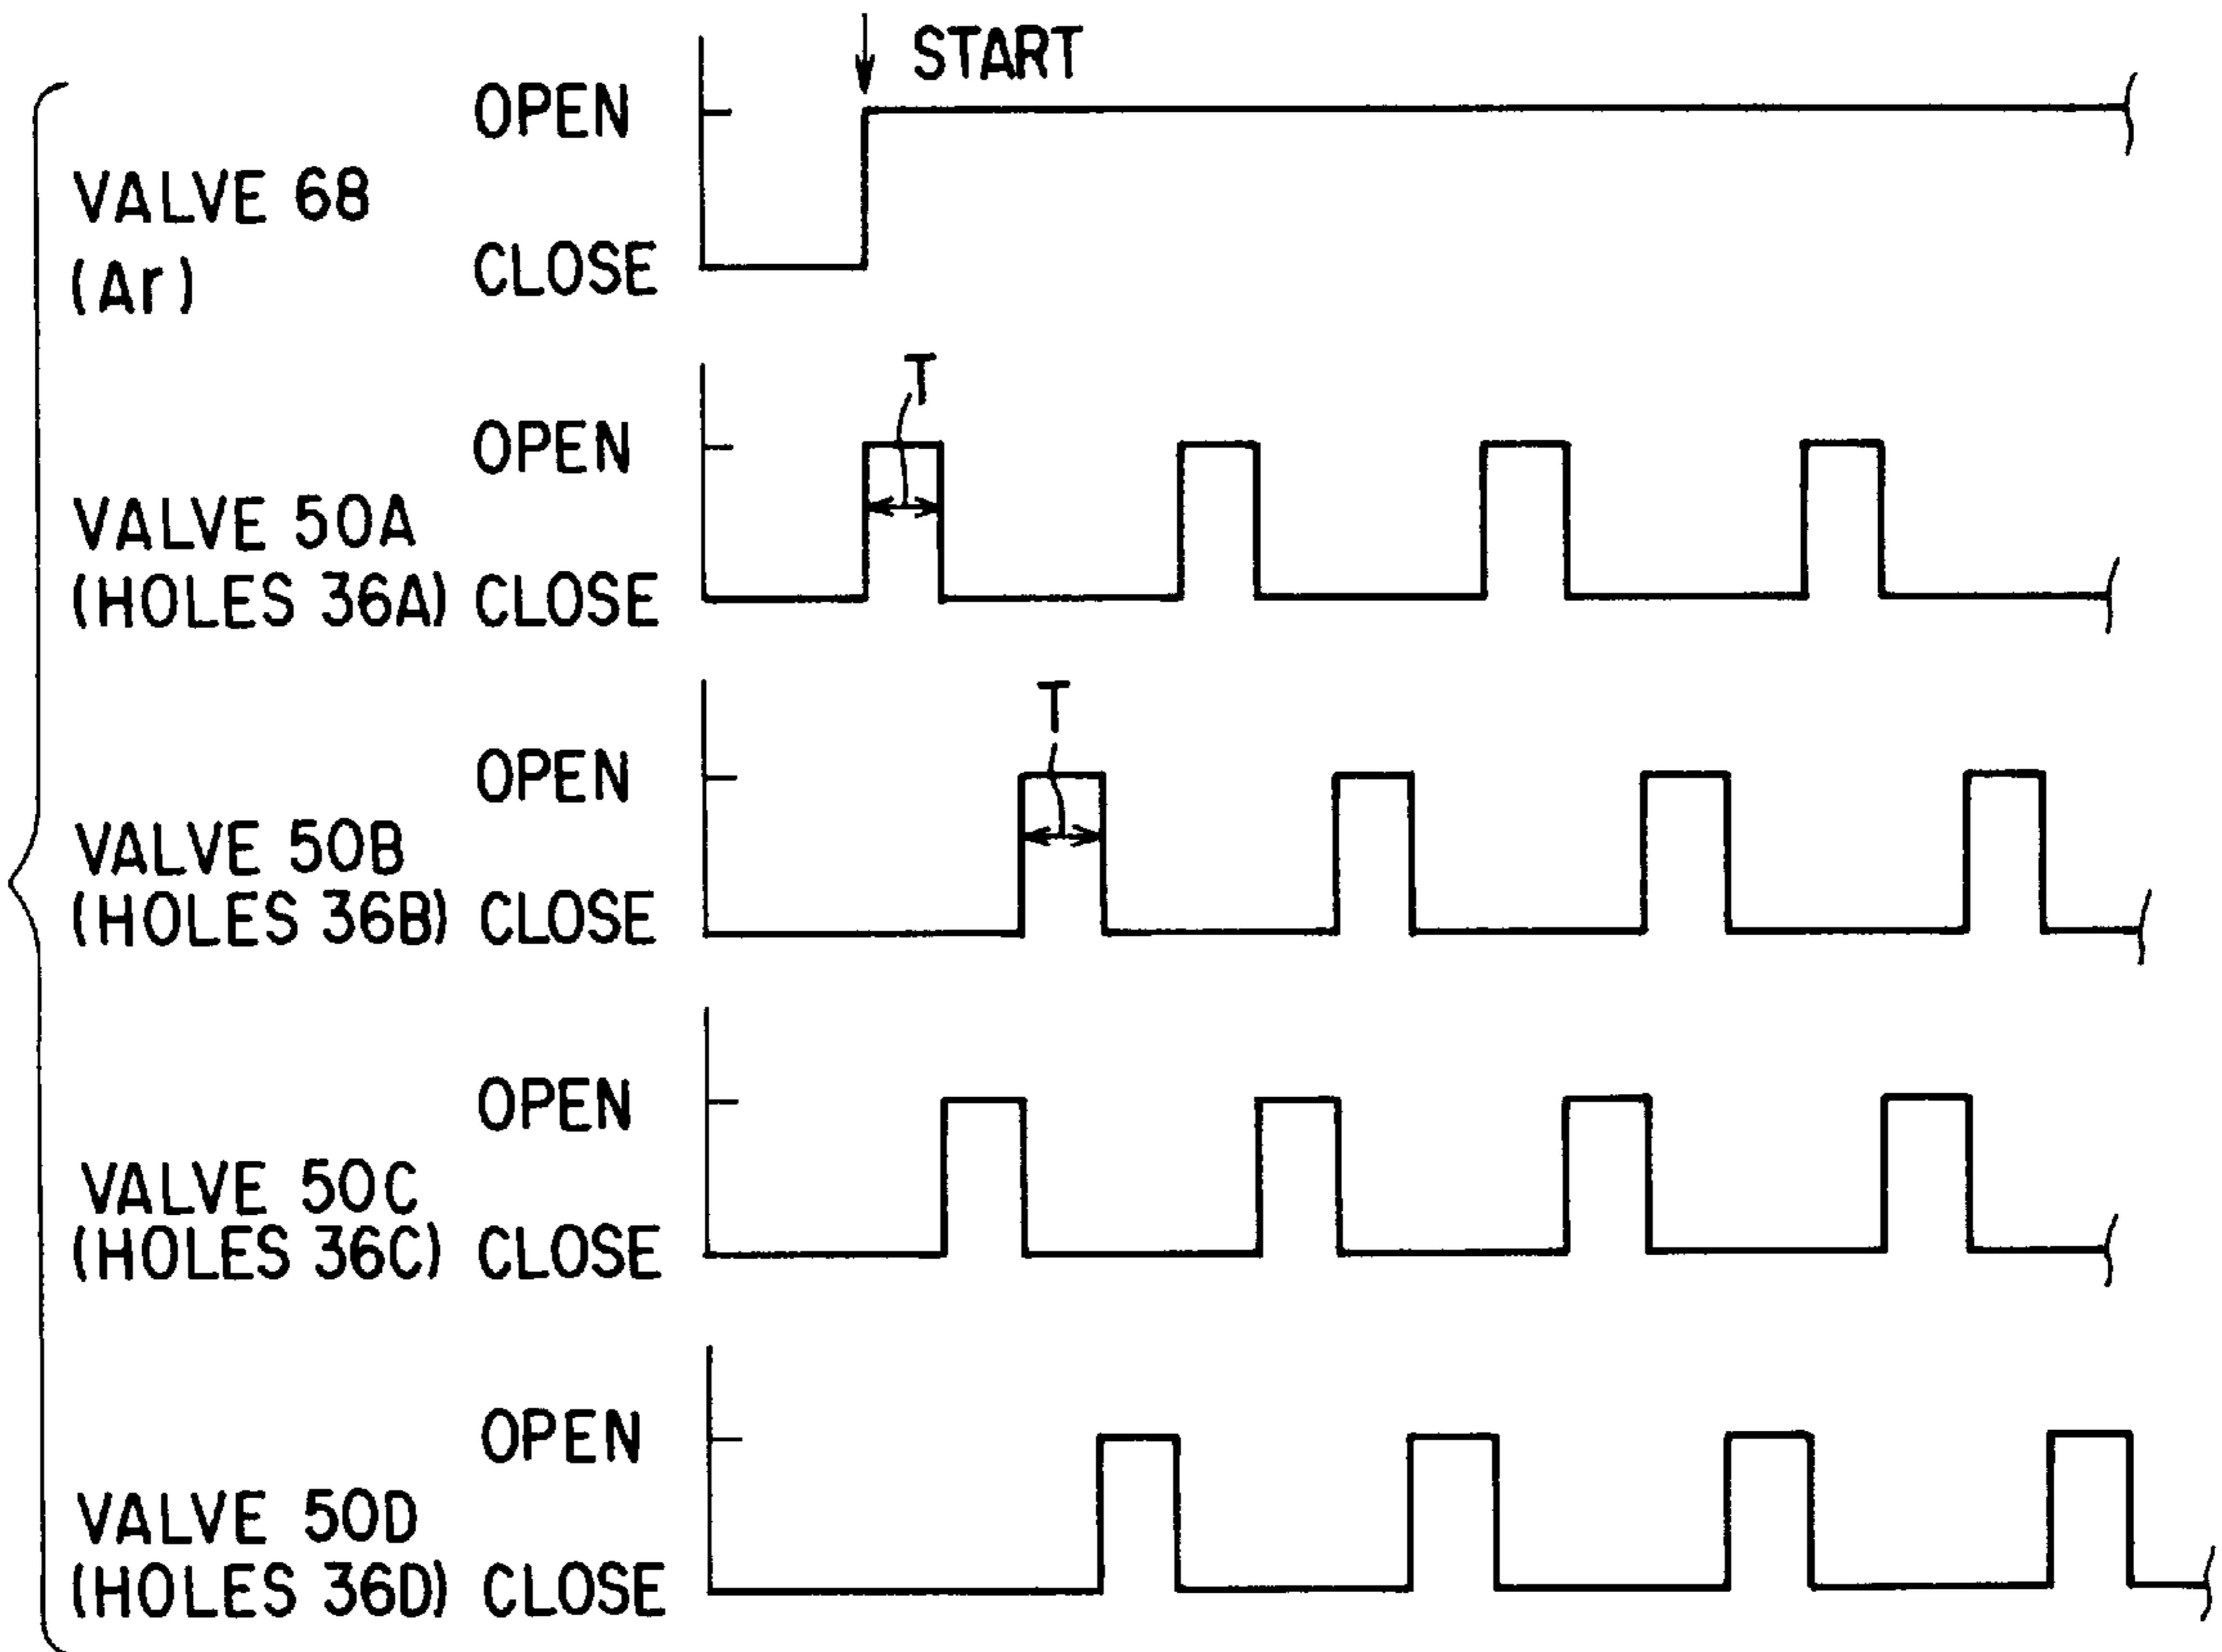 START
OPEN
VALVE 68
(Ar)
CLOSE
T
OPEN
VALVE 50A
(HOLES 36A) CLOSE
T
OPEN
VALVE 50B
(HOLES 36B) CLOSE
OPEN
VALVE 50C
(HOLES 36C) CLOSE
OPEN
VALVE 50D
(HOLES 36D) CLOSE